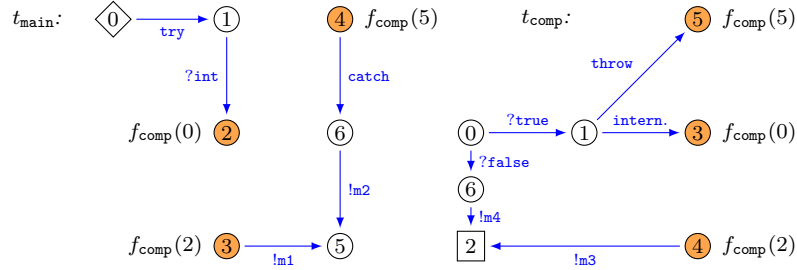 t_main: 0 try 1 4 f_comp(5) t_comp: 5 f_comp(5)
?int catch throw
f_comp(0) 2 6 0 ?true 1 intern. 3 f_comp(0)
?false
!m2 6
!m4
f_comp(2) 3 !m1 5 2 !m3 4 f_comp(2)